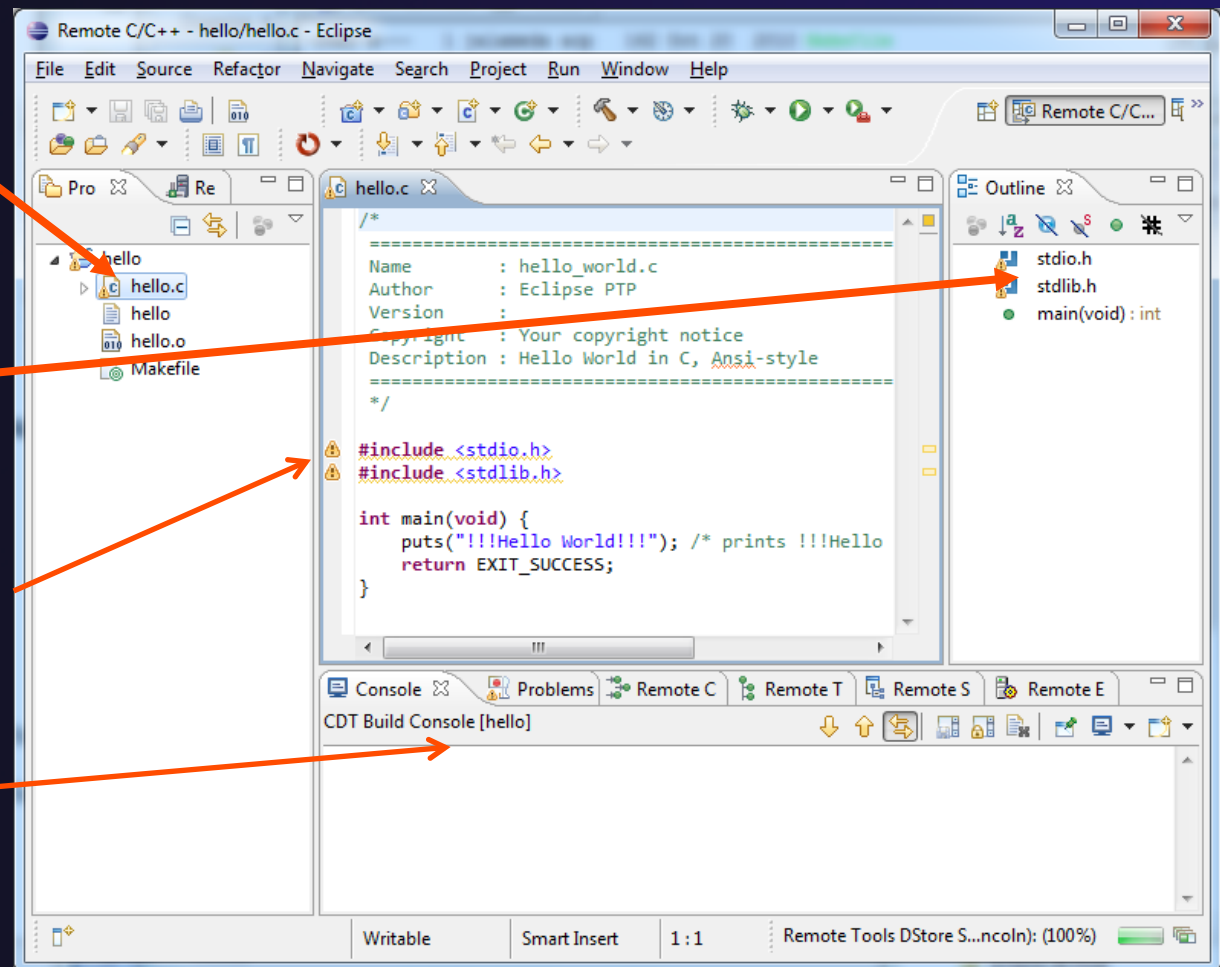 Remote C/C++ - hello/hello.c - Eclipse
File Edit Source Refactor Navigate Search Project Run Window Help
Remote C/C...
Pro
Re
hello
hello.c
hello
hello.o
Makefile
hello.c
/*
=================================================
Name : hello_world.c
Author : Eclipse PTP
Version :
Copyright : Your copyright notice
Description : Hello World in C, Ansi-style
=================================================
*/
#include <stdio.h>
#include <stdlib.h>
int main(void) {
puts("!!!Hello World!!!"); /* prints !!!Hello
return EXIT_SUCCESS;
}
Outline
stdio.h
stdlib.h
main(void) : int
Console Problems Remote C Remote T Remote S Remote E
CDT Build Console [hello]
Writable Smart Insert 1 : 1 Remote Tools DStore S...ncoln): (100%)